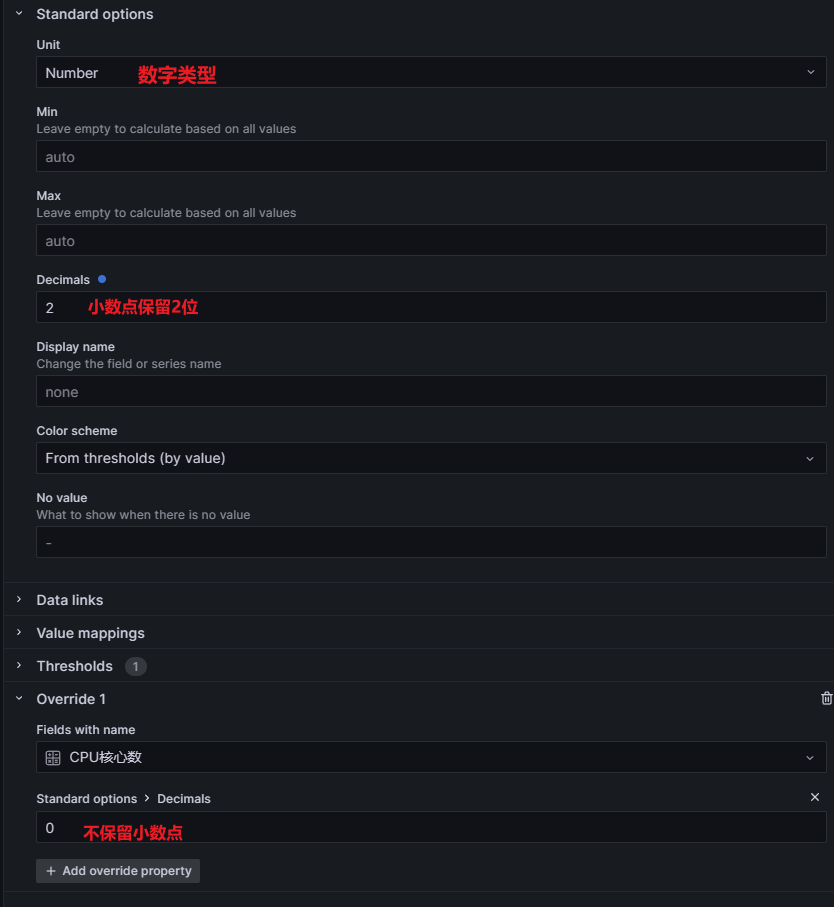 Standard options
Unit
Number 数字类型
Min
Leave empty to calculate based on all values
auto
Max
Leave empty to calculate based on all values
auto
Decimals
2 小数点保留2位
Display name
Change the field or series name
none
Color scheme
From thresholds (by value)
No value
What to show when there is no value
-
Data links
Value mappings
Thresholds 1
Override 1
Fields with name
CPU核心数
Standard options > Decimals
0 不保留小数点
+ Add override property